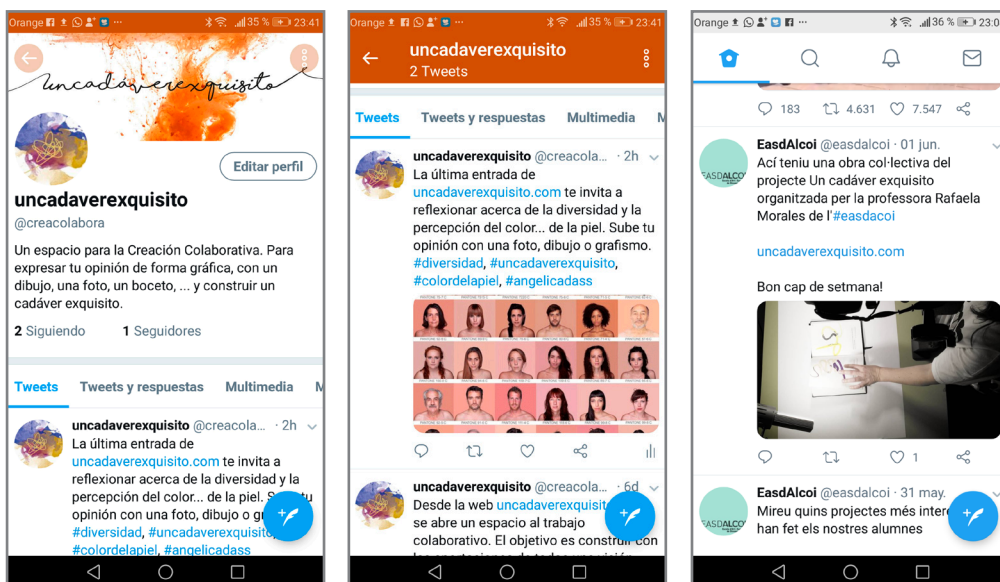 Orange
35 %
23:41
uncadáverexquisito
Editar perfil
uncadaverexquisito
@creacolabora
Un espacio para la Creación Colaborativa. Para
expresar tu opinión de forma gráfica, con un
dibujo, una foto, un boceto, ... y construir un
cadáver exquisito.
2 Siguiendo 1 Seguidores
Tweets Tweets y respuestas Multimedia M
uncadaverexquisito @creacola... · 2h
La última entrada de
uncadaverexquisito.com te invita a
reflexionar acerca de la diversidad y la
percepción del color... de la piel. Sube tu
opinión con una foto, dibujo o gr
#diversidad, #uncadaverexquisito,
#colordelapiel, #angelicadass
Orange
35 %
23:41
uncadaverexquisito
2 Tweets
Tweets Tweets y respuestas Multimedia M
uncadaverexquisito @creacola... · 2h
La última entrada de
uncadaverexquisito.com te invita a
reflexionar acerca de la diversidad y la
percepción del color... de la piel. Sube tu
opinión con una foto, dibujo o grafismo.
#diversidad, #uncadaverexquisito,
#colordelapiel, #angelicadass
uncadaverexquisito @creacola... · 6d
Desde la web uncadaverexquisit
se abre un espacio al trabajo
colaborativo. El objetivo es construir con
Orange
36 %
23:0
183 4.631 7.547
EasdAlcoi @easdalcoi · 01 jun.
Ací teniu una obra col·lectiva del
projecte Un cadáver exquisito
organitzada per la professora Rafaela
Morales de l'#easdacoi
uncadaverexquisito.com
Bon cap de setmana!
1
EasdAlcoi @easdalcoi · 31 may.
Mireu quins projectes més intere
han fet els nostres alumnes